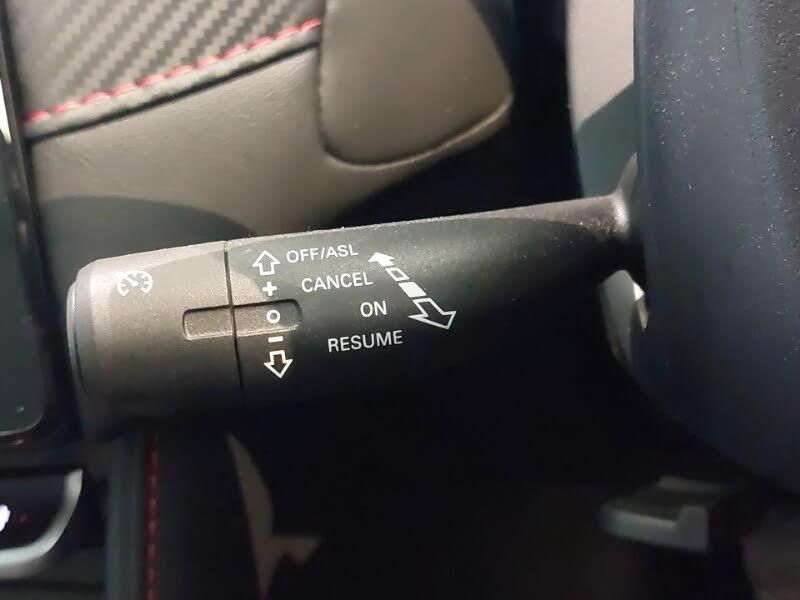 OFF/ASL
+ CANCEL
O ON
- RESUME